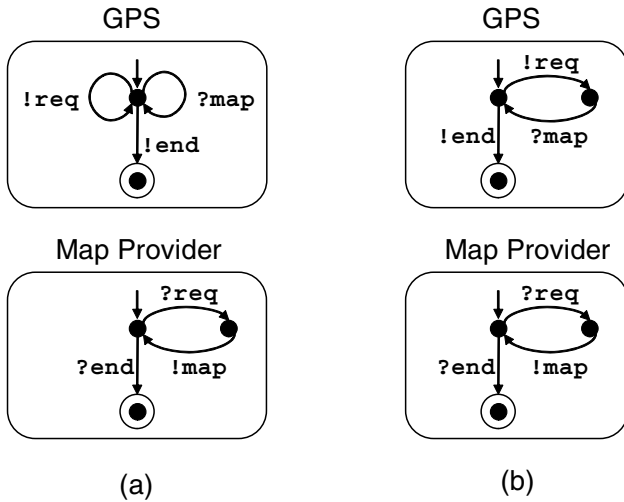 GPS
!req
?map
!end
Map Provider
?req
?end
!map
(a)
GPS
!req
!end
?map
Map Provider
?req
?end
!map
(b)